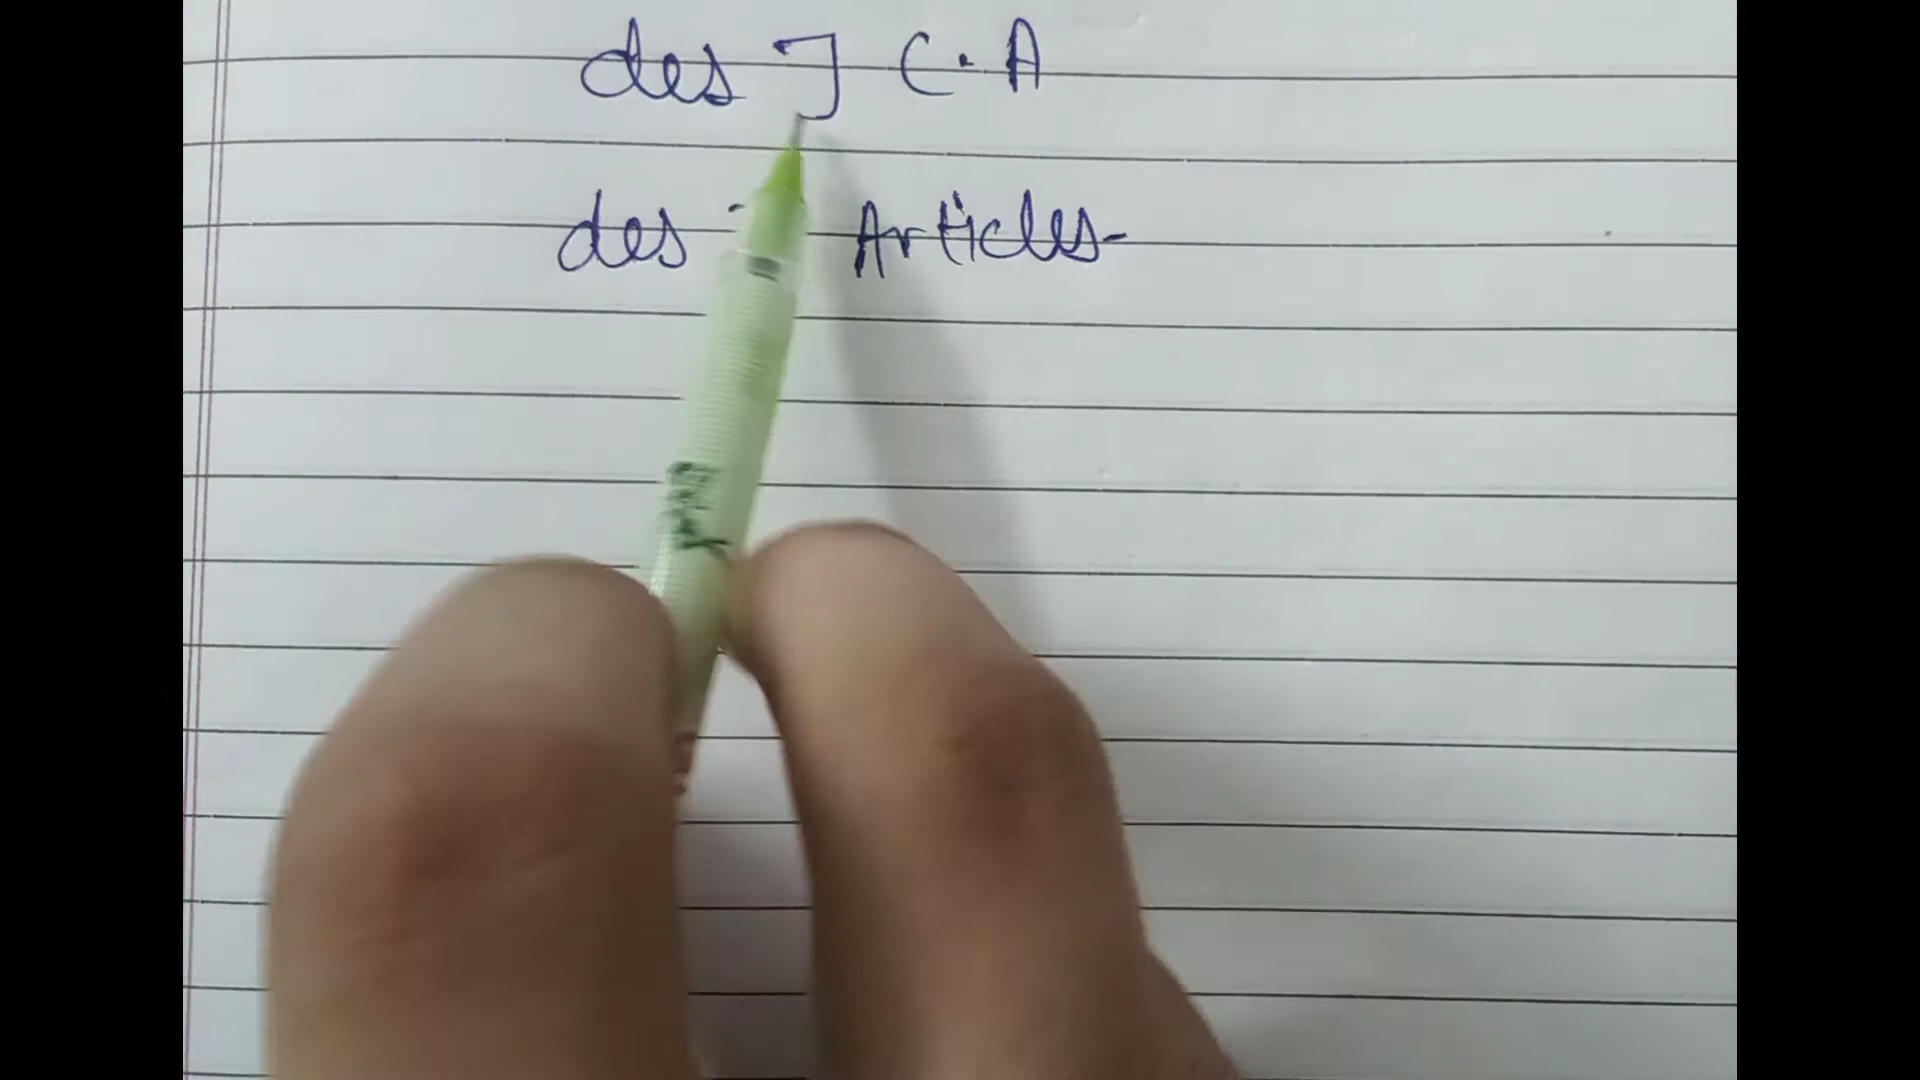 des ] C.A
des - Articles-